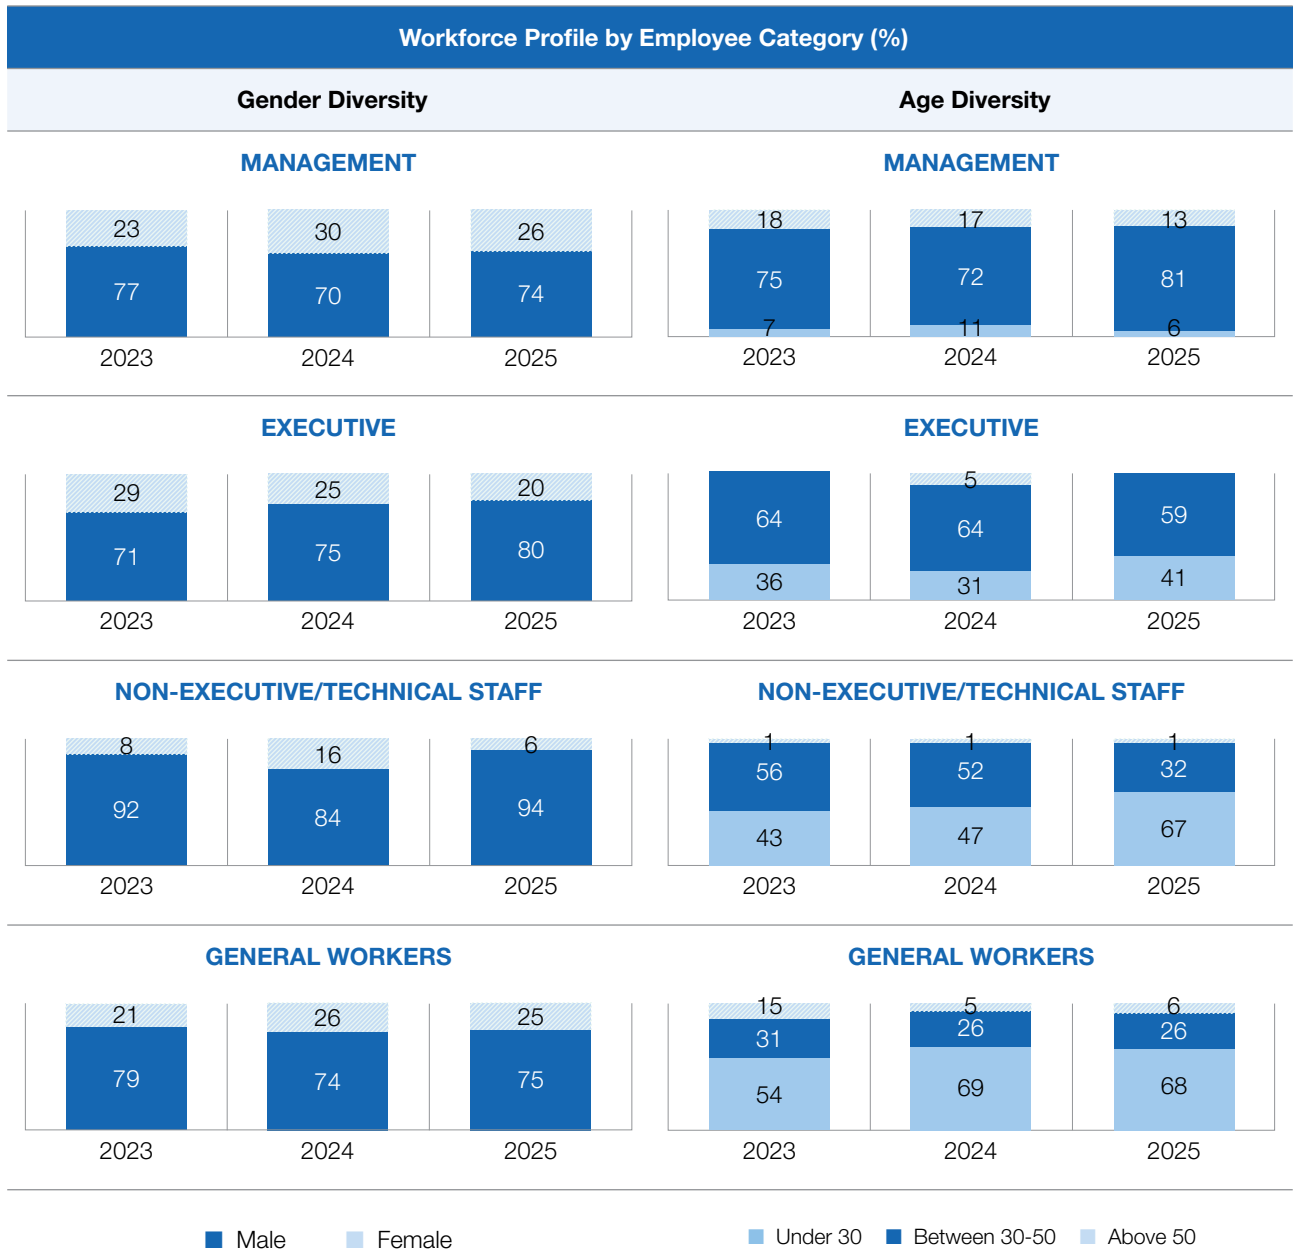 Workforce Profile by Employee Category (%)
Gender Diversity Age Diversity
MANAGEMENT MANAGEMENT
23 30 26 18 17 13
77 70 74 75 72 81
7 11 6
2023 2024 2025 2023 2024 2025
EXECUTIVE EXECUTIVE
29 25 20 5
71 75 80 64 64 59
36 31 41
2023 2024 2025 2023 2024 2025
NON-EXECUTIVE/TECHNICAL STAFF NON-EXECUTIVE/TECHNICAL STAFF
8 16 6 1 1 1
92 84 94 56 52 32
43 47 67
2023 2024 2025 2023 2024 2025
GENERAL WORKERS GENERAL WORKERS
21 26 25 15 5 6
79 74 75 31 26 26
54 69 68
2023 2024 2025 2023 2024 2025
Male Female Under 30 Between 30-50 Above 50